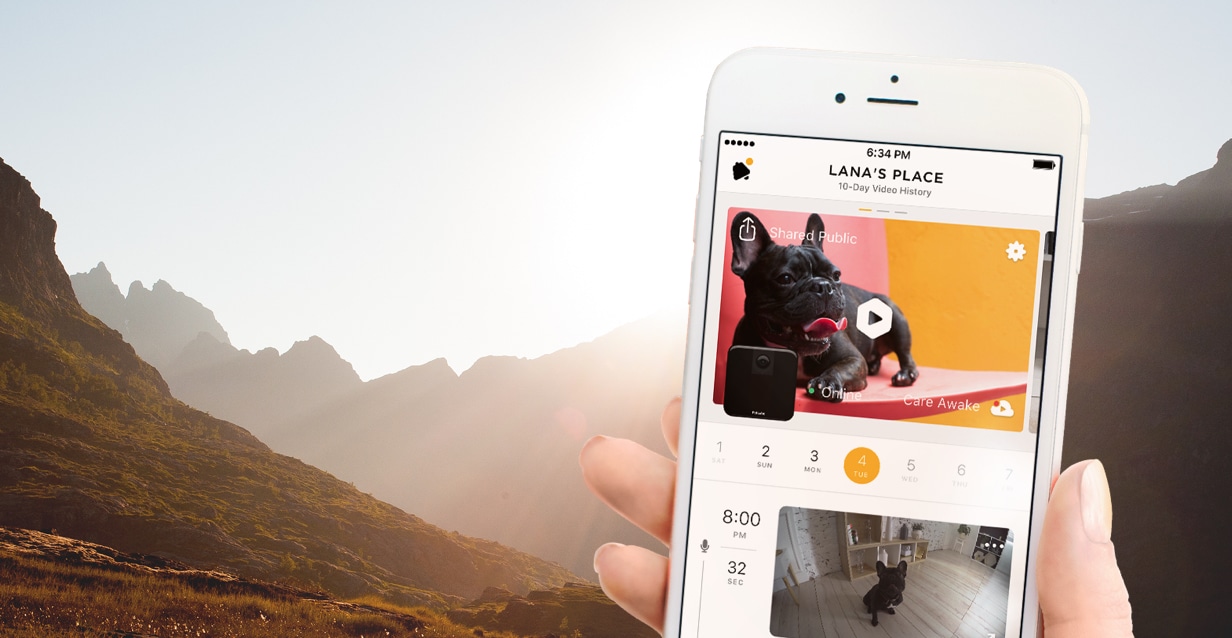 6:34 PM
LANA'S PLACE
10-Day Video History
Shared Public
Online
Care Awake
1 2 3 4 5 6 7
SAT SUN MON TUE WED THU
8:00
PM
32
SEC